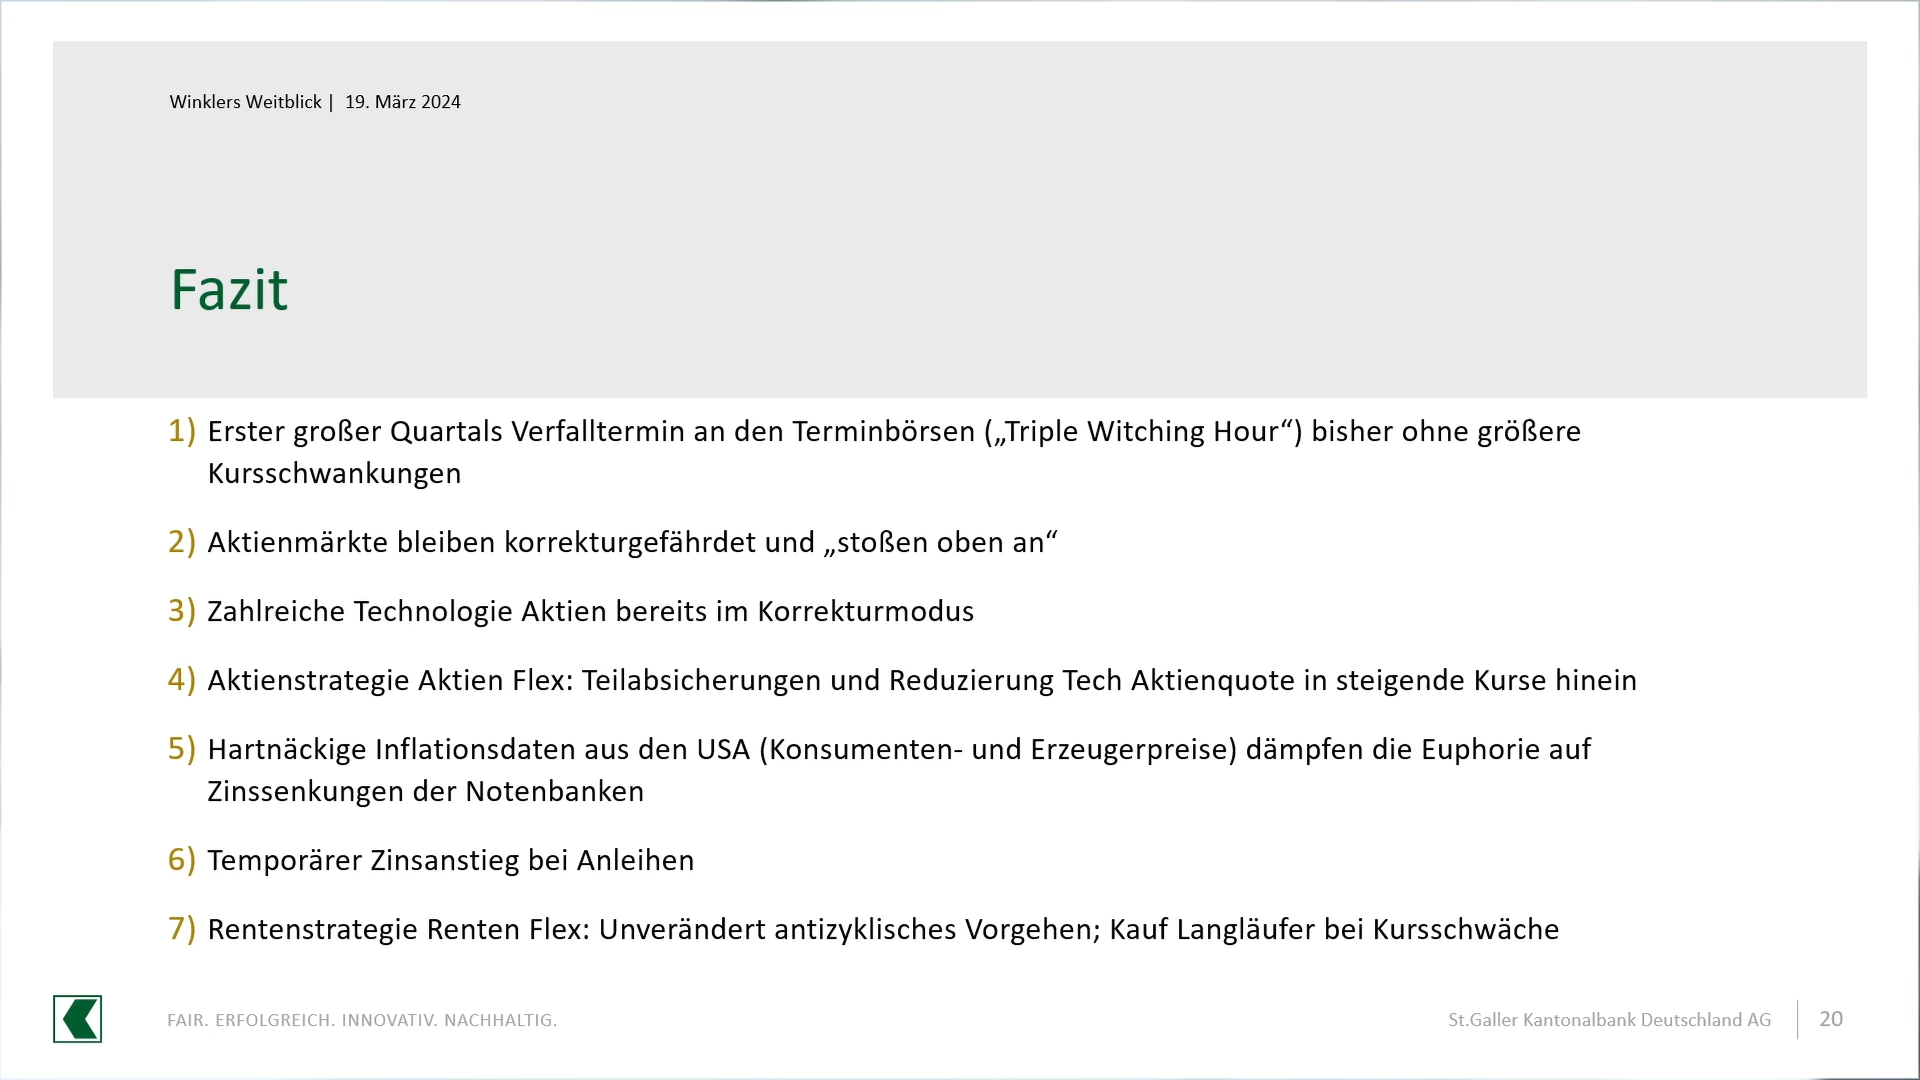 Winklers Weitblick | 19. März 2024
Fazit
1) Erster großer Quartals Verfalltermin an den Terminbörsen („Triple Witching Hour“) bisher ohne größere
Kursschwankungen
2) Aktienmärkte bleiben korrekturgefährdet und „stoßen oben an“
3) Zahlreiche Technologie Aktien bereits im Korrekturmodus
4) Aktienstrategie Aktien Flex: Teilabsicherungen und Reduzierung Tech Aktienquote in steigende Kurse hinein
5) Hartnäckige Inflationsdaten aus den USA (Konsumenten- und Erzeugerpreise) dämpfen die Euphorie auf
Zinssenkungen der Notenbanken
6) Temporärer Zinsanstieg bei Anleihen
7) Rentenstrategie Renten Flex: Unverändert antizyklisches Vorgehen; Kauf Langläufer bei Kursschwäche
FAIR. ERFOLGREICH. INNOVATIV. NACHHALTIG.
St.Galler Kantonalbank Deutschland AG
20